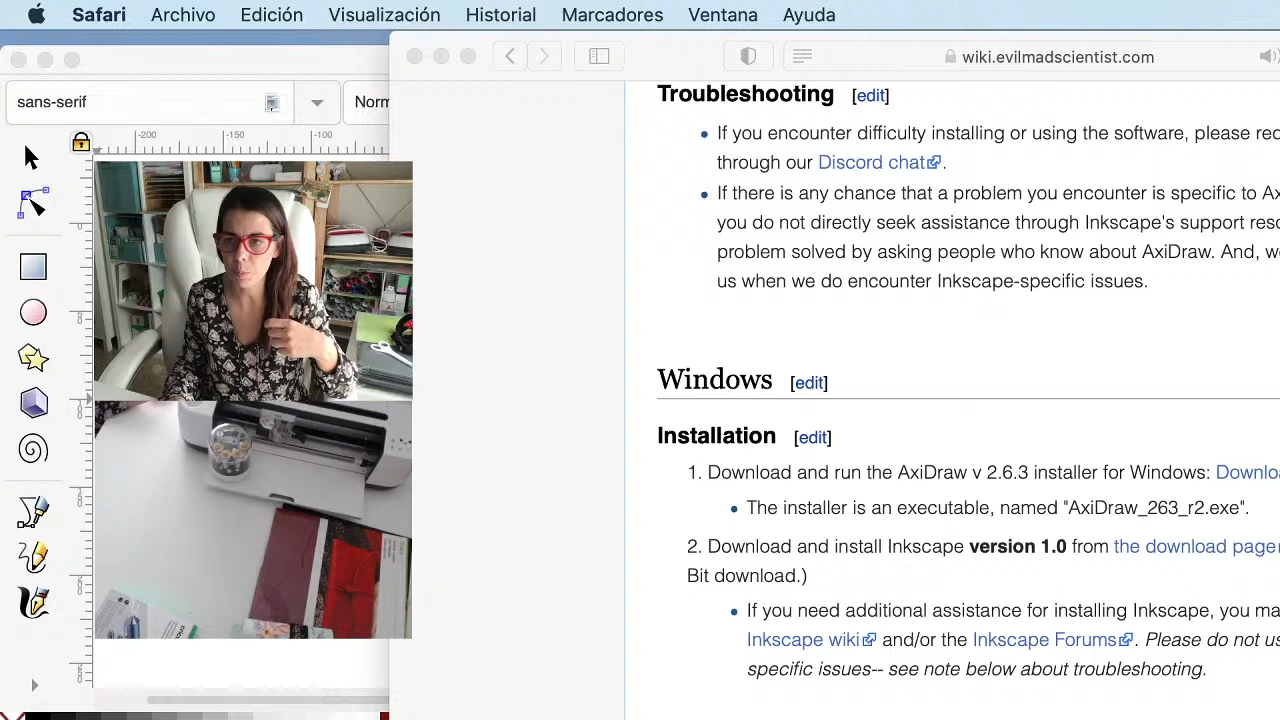 Safari Archivo Edición Visualización Historial Marcadores Ventana Ayuda
wiki.evilmadscientist.com
sans-serif
Norm
-200 -150 -100
Troubleshooting [edit]
If you encounter difficulty installing or using the software, please rec
through our Discord chat.
If there is any chance that a problem you encounter is specific to Ax
you do not directly seek assistance through Inkscape's support reso
problem solved by asking people who know about AxiDraw. And, we
us when we do encounter Inkscape-specific issues.
Windows [edit]
Installation [edit]
1. Download and run the AxiDraw v 2.6.3 installer for Windows: Downlo
The installer is an executable, named "AxiDraw_263_r2.exe".
2. Download and install Inkscape version 1.0 from the download page
Bit download.)
If you need additional assistance for installing Inkscape, you ma
Inkscape wiki and/or the Inkscape Forums. Please do not us
specific issues-- see note below about troubleshooting.